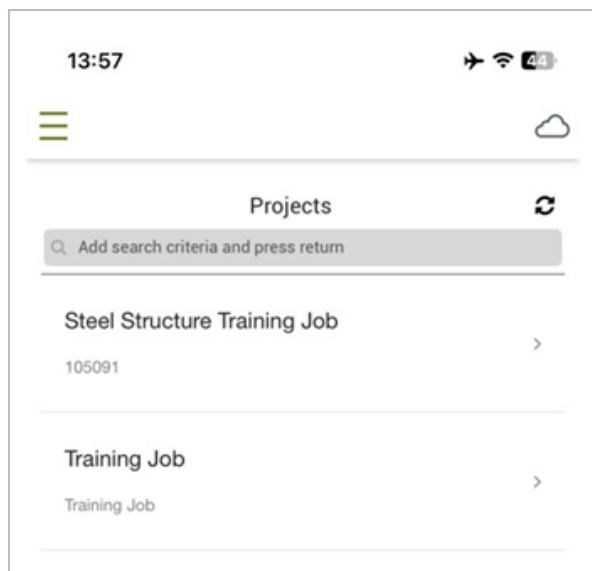 13:57
44
Projects
Add search criteria and press return
Steel Structure Training Job
105091
Training Job
Training Job